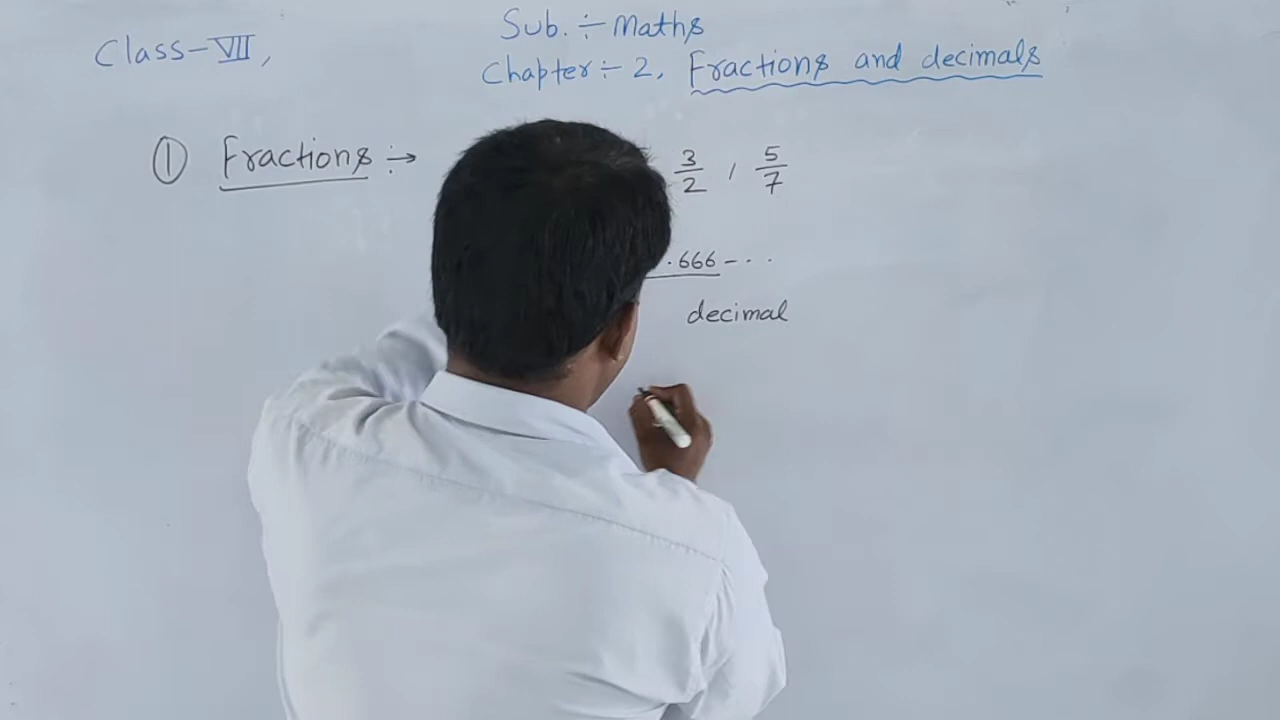 Sub. ÷ Maths
Class-VII,
Chapter :- 2, Fractions and decimals
① Fractions :→ 3/2 , 5/7
.666-...
decimal